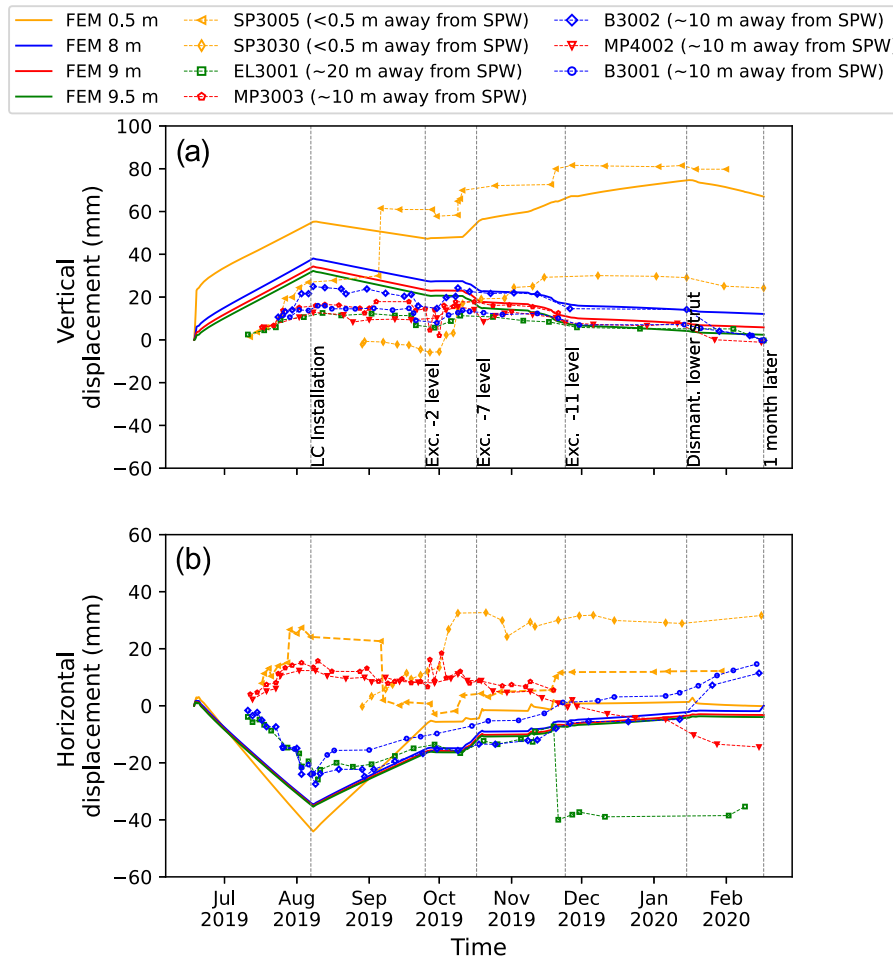 FEM 0.5 m
FEM 8 m
FEM 9 m
FEM 9.5 m
SP3005 (<0.5 m away from SPW)
SP3030 (<0.5 m away from SPW)
EL3001 (~20 m away from SPW)
MP3003 (~10 m away from SPW)
B3002 (~10 m away from SPW)
MP4002 (~10 m away from SPW)
B3001 (~10 m away from SPW)
(a)
Vertical
displacement (mm)
100
80
60
40
20
0
−20
−40
−60
LC Installation
Exc. -2 level
Exc. -7 level
Exc. -11 level
Dismant. lower strut
1 month later
(b)
Horizontal
displacement (mm)
60
40
20
0
−20
−40
−60
Jul
2019
Aug
2019
Sep
2019
Oct
2019
Nov
2019
Dec
2019
Jan
2020
Feb
2020
Time